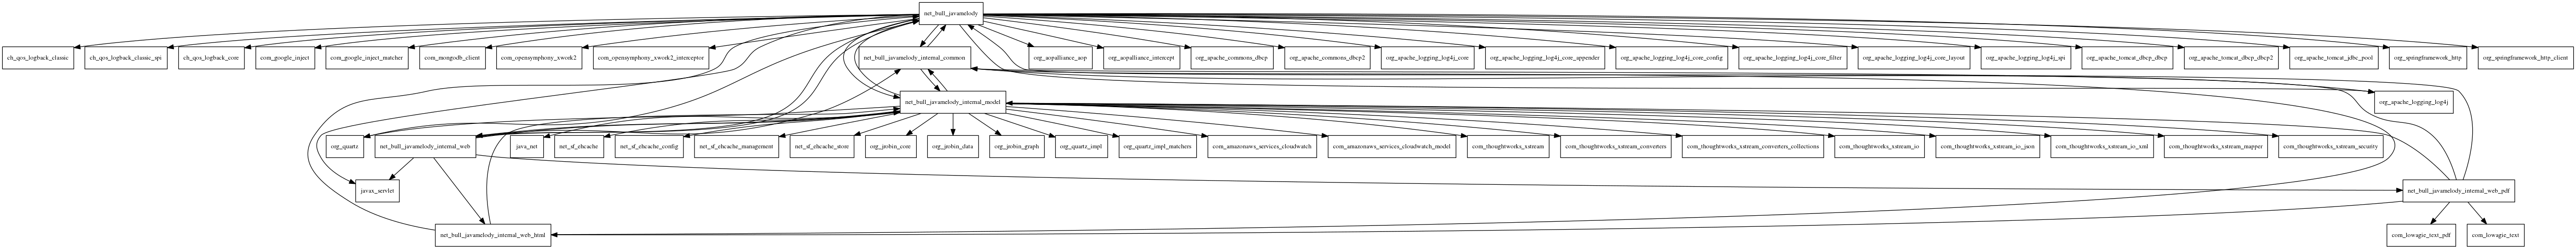 net_bull_javamelody
ch_qos_logback_classic
ch_qos_logback_classic_spi
ch_qos_logback_core
com_google_inject
com_google_inject_matcher
com_mongodb_client
com_opensymphony_xwork2
com_opensymphony_xwork2_interceptor
net_bull_javamelody_internal_common
org_aopalliance_aop
org_aopalliance_intercept
org_apache_commons_dbcp
org_apache_commons_dbcp2
org_apache_logging_log4j_core
org_apache_logging_log4j_core_appender
org_apache_logging_log4j_core_config
org_apache_logging_log4j_core_filter
org_apache_logging_log4j_core_layout
org_apache_logging_log4j_spi
org_apache_tomcat_dbcp_dbcp
org_apache_tomcat_dbcp_dbcp2
org_apache_tomcat_jdbc_pool
org_springframework_http
org_springframework_http_client
net_bull_javamelody_internal_model
org_apache_logging_log4j
org_quartz
net_bull_javamelody_internal_web
java_net
net_sf_ehcache
net_sf_ehcache_config
net_sf_ehcache_management
net_sf_ehcache_store
org_jrobin_core
org_jrobin_data
org_jrobin_graph
org_quartz_impl
org_quartz_impl_matchers
com_amazonaws_services_cloudwatch
com_amazonaws_services_cloudwatch_model
com_thoughtworks_xstream
com_thoughtworks_xstream_converters
com_thoughtworks_xstream_converters_collections
com_thoughtworks_xstream_io
com_thoughtworks_xstream_io_json
com_thoughtworks_xstream_io_xml
com_thoughtworks_xstream_mapper
com_thoughtworks_xstream_security
javax_servlet
net_bull_javamelody_internal_web_pdf
net_bull_javamelody_internal_web_html
com_lowagie_text_pdf
com_lowagie_text